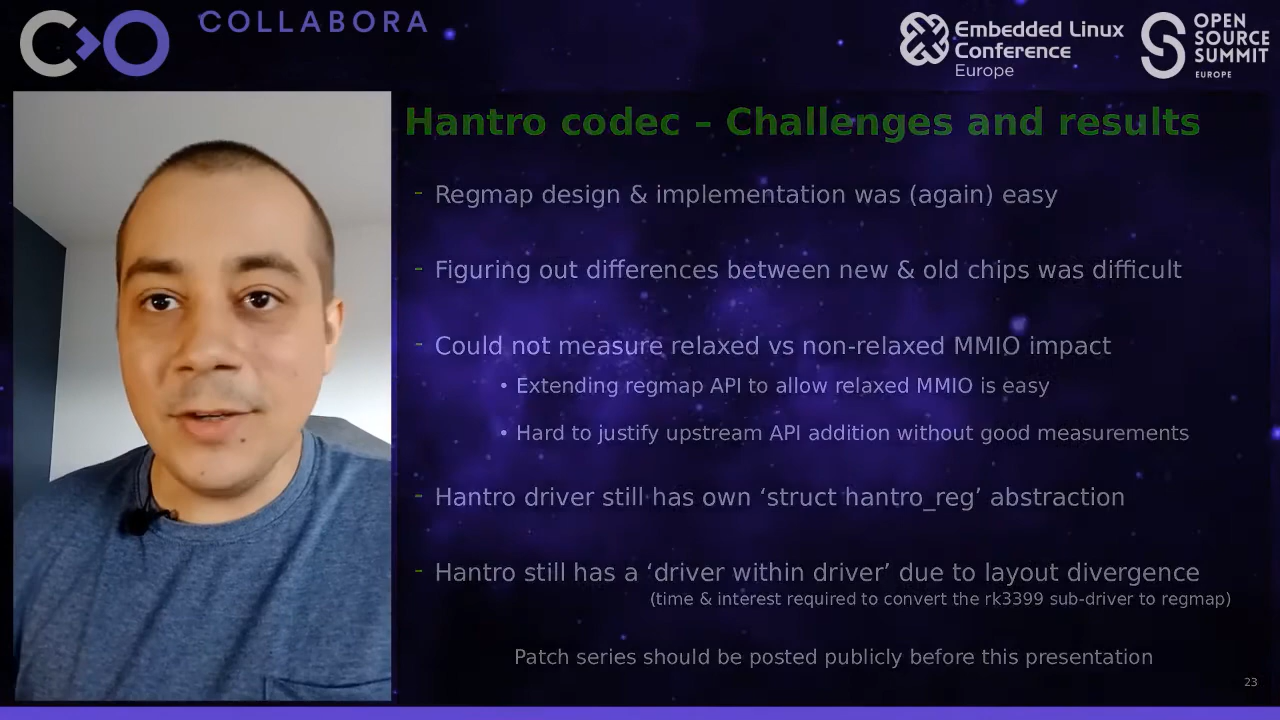 COLLABORA
Embedded Linux
Conference
Europe
OPEN
SOURCE
SUMMIT
EUROPE
Hantro codec – Challenges and results
- Regmap design & implementation was (again) easy
- Figuring out differences between new & old chips was difficult
- Could not measure relaxed vs non-relaxed MMIO impact
• Extending regmap API to allow relaxed MMIO is easy
• Hard to justify upstream API addition without good measurements
- Hantro driver still has own ‘struct hantro_reg’ abstraction
- Hantro still has a ‘driver within driver’ due to layout divergence
(time & interest required to convert the rk3399 sub-driver to regmap)
Patch series should be posted publicly before this presentation
23